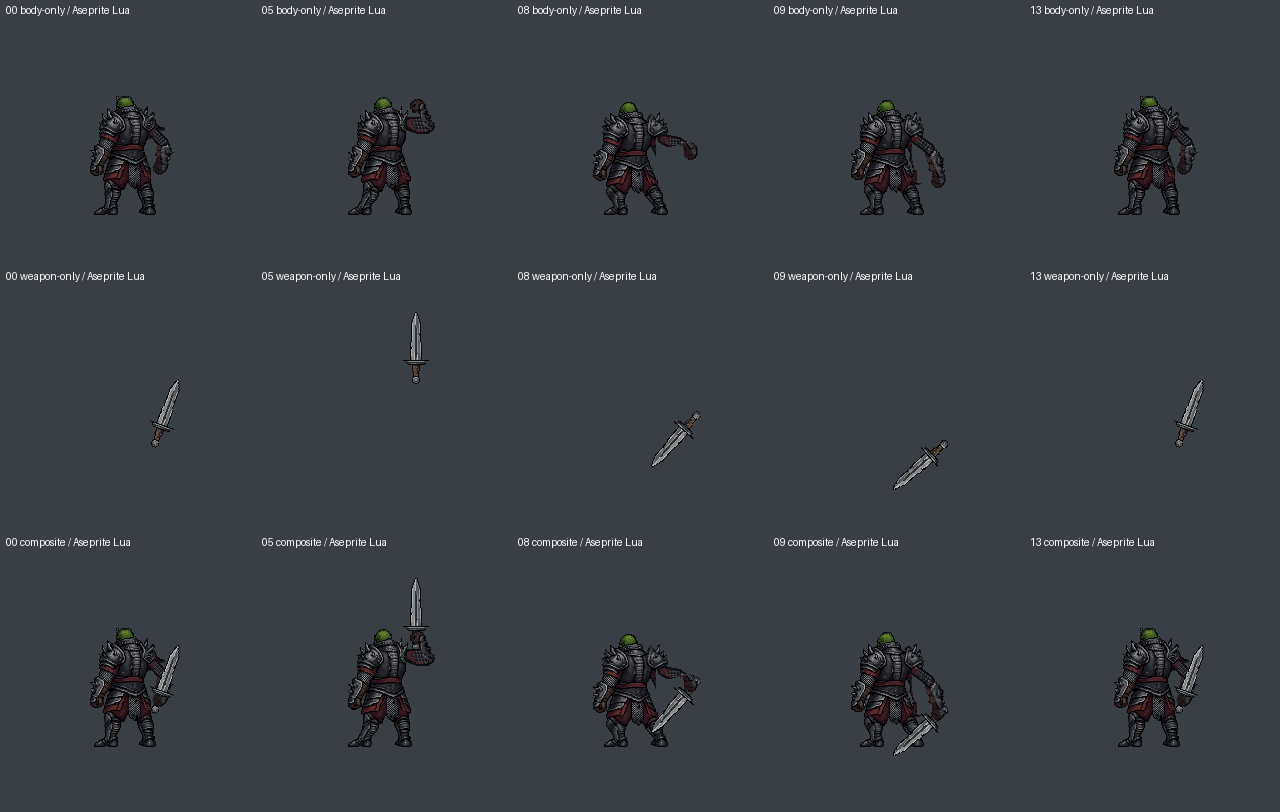 00 body-only / Aseprite Lua
05 body-only / Aseprite Lua
08 body-only / Aseprite Lua
09 body-only / Aseprite Lua
13 body-only / Aseprite Lua
00 weapon-only / Aseprite Lua
05 weapon-only / Aseprite Lua
08 weapon-only / Aseprite Lua
09 weapon-only / Aseprite Lua
13 weapon-only / Aseprite Lua
00 composite / Aseprite Lua
05 composite / Aseprite Lua
08 composite / Aseprite Lua
09 composite / Aseprite Lua
13 composite / Aseprite Lua